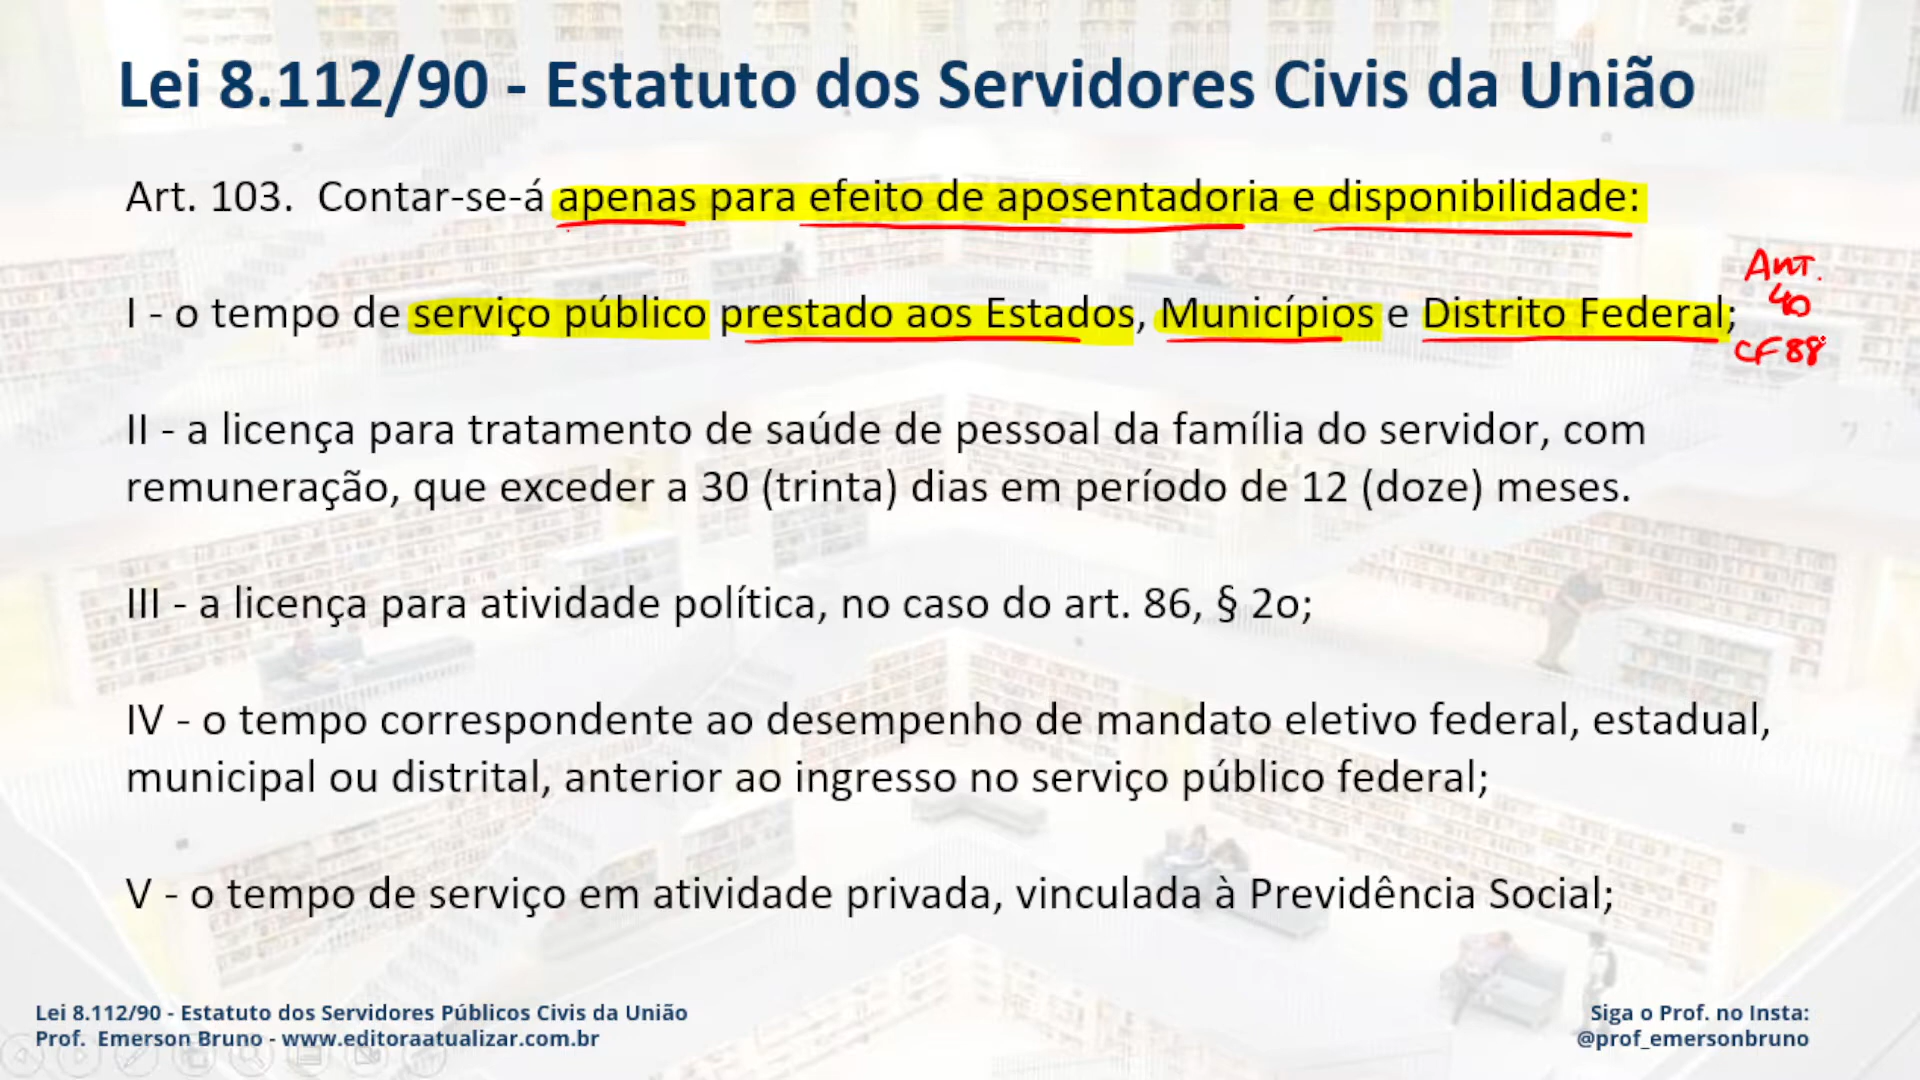 Lei 8.112/90 - Estatuto dos Servidores Civis da União
Art. 103.  Contar-se-á apenas para efeito de aposentadoria e disponibilidade:
I - o tempo de serviço público prestado aos Estados, Municípios e Distrito Federal;
ART.
40
CF 88
II - a licença para tratamento de saúde de pessoal da família do servidor, com
remuneração, que exceder a 30 (trinta) dias em período de 12 (doze) meses.
III - a licença para atividade política, no caso do art. 86, § 2o;
IV - o tempo correspondente ao desempenho de mandato eletivo federal, estadual,
municipal ou distrital, anterior ao ingresso no serviço público federal;
V - o tempo de serviço em atividade privada, vinculada à Previdência Social;
Lei 8.112/90 - Estatuto dos Servidores Públicos Civis da União
Prof.  Emerson Bruno - www.editoraatualizar.com.br
Siga o Prof. no Insta:
@prof_emersonbruno